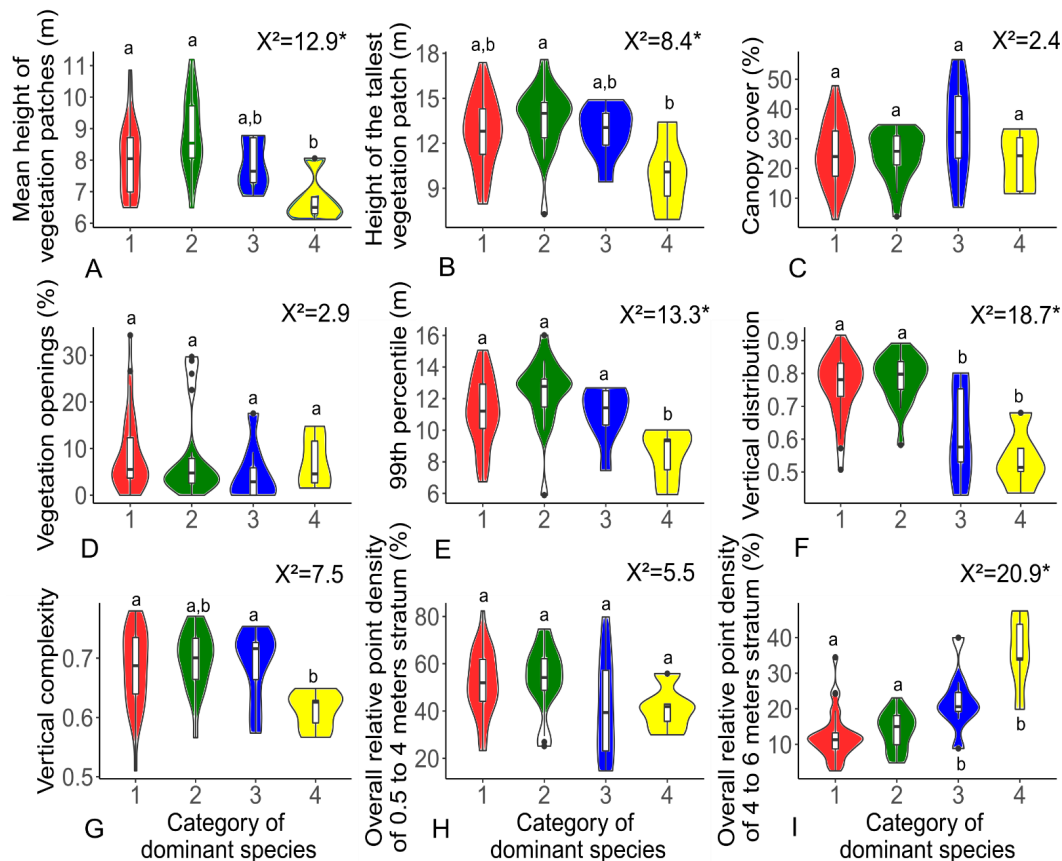 Mean height of
vegetation patches (m)
11
10
9
8
7
6
a
a
a,b
b
X²=12.9*
1
2
3
4
A
Height of the tallest
vegetation patch (m)
18
15
12
9
a,b
a
a,b
b
X²=8.4*
1
2
3
4
B
Canopy cover (%)
50
40
30
20
10
a
a
a
a
X²=2.4
1
2
3
4
C
Vegetation openings (%)
30
20
10
0
a
a
a
a
X²=2.9
1
2
3
4
D
99th percentile (m)
16
14
12
10
8
6
a
a
a
b
X²=13.3*
1
2
3
4
E
Vertical distribution
0.9
0.8
0.7
0.6
0.5
a
a
b
b
X²=18.7*
1
2
3
4
F
Vertical complexity
0.7
0.6
0.5
a
a,b
a
b
X²=7.5
1
2
3
4
G
Category of
dominant species
Overall relative point density
of 0.5 to 4 meters stratum (%)
80
60
40
20
a
a
a
a
X²=5.5
1
2
3
4
H
Category of
dominant species
Overall relative point density
of 4 to 6 meters stratum (%)
40
30
20
10
a
a
b
b
X²=20.9*
1
2
3
4
I
Category of
dominant species